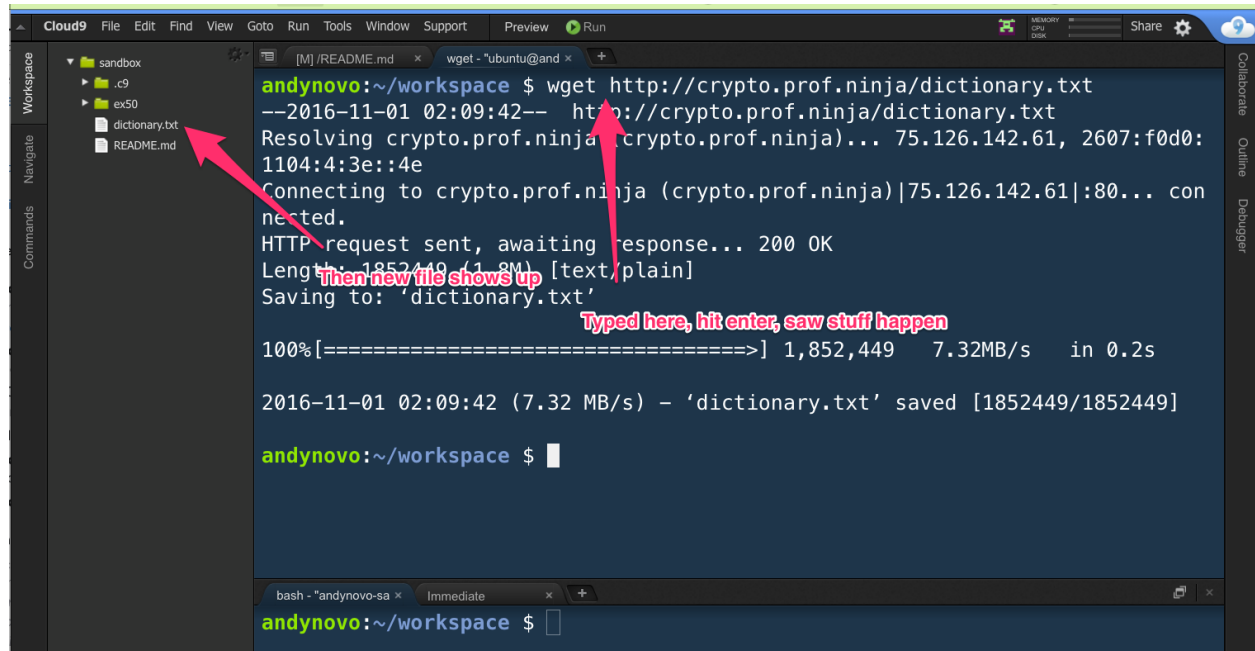 Cloud9 File Edit Find View Goto Run Tools Window Support Preview Run MEMORY CPU DISK Share
Workspace
Navigate
Commands
sandbox
.c9
ex50
dictionary.txt
README.md
[M] /README.md × wget - "ubuntu@and × +
andynovo:~/workspace $ wget http://crypto.prof.ninja/dictionary.txt
--2016-11-01 02:09:42-- http://crypto.prof.ninja/dictionary.txt
Resolving crypto.prof.ninja (crypto.prof.ninja)... 75.126.142.61, 2607:f0d0:
1104:4:3e::4e
Connecting to crypto.prof.ninja (crypto.prof.ninja)|75.126.142.61|:80... con
nected.
HTTP request sent, awaiting response... 200 OK
Length: 1852449 (1.8M) [text/plain]
Then new file shows up
Saving to: ‘dictionary.txt’
Typed here, hit enter, saw stuff happen
100%[==================================>] 1,852,449 7.32MB/s in 0.2s
2016-11-01 02:09:42 (7.32 MB/s) - ‘dictionary.txt’ saved [1852449/1852449]
andynovo:~/workspace $
bash - "andynovo-sa × Immediate × +
andynovo:~/workspace $
Collaborate
Outline
Debugger